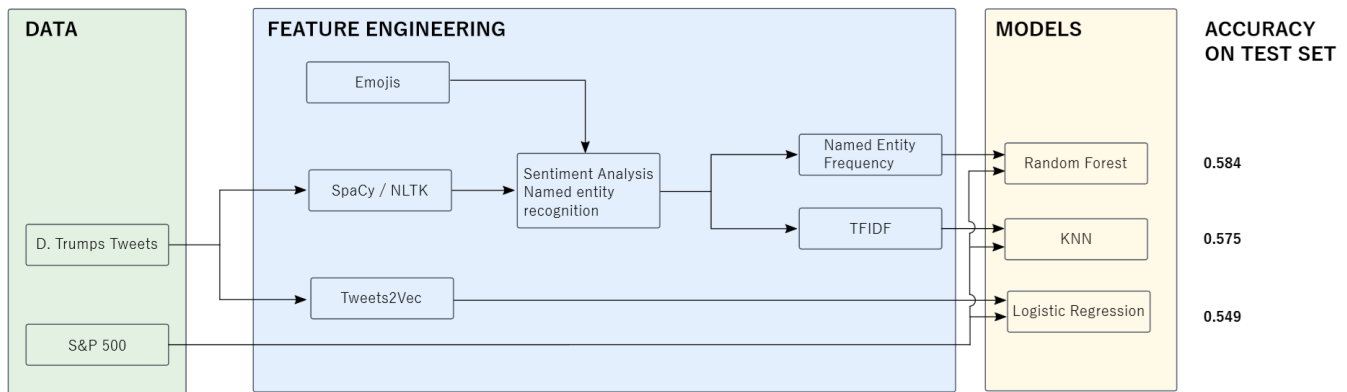 DATA
FEATURE ENGINEERING
MODELS
ACCURACY
ON TEST SET
Emojis
SpaCy / NLTK
Sentiment Analysis
Named entity
recognition
Named Entity
Frequency
Random Forest
0.584
D. Trumps Tweets
TFIDF
KNN
0.575
Tweets2Vec
Logistic Regression
0.549
S&P 500